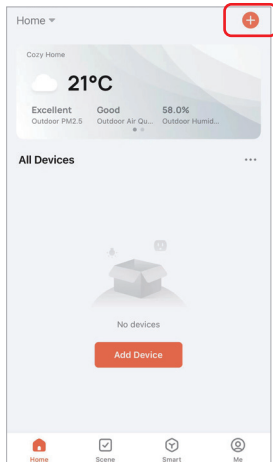 Home
Cozy Home
21°C
Excellent Good 58.0%
Outdoor PM2.5 Outdoor Air Qu... Outdoor Humid...
All Devices
No devices
Add Device
Home Scene Smart Me